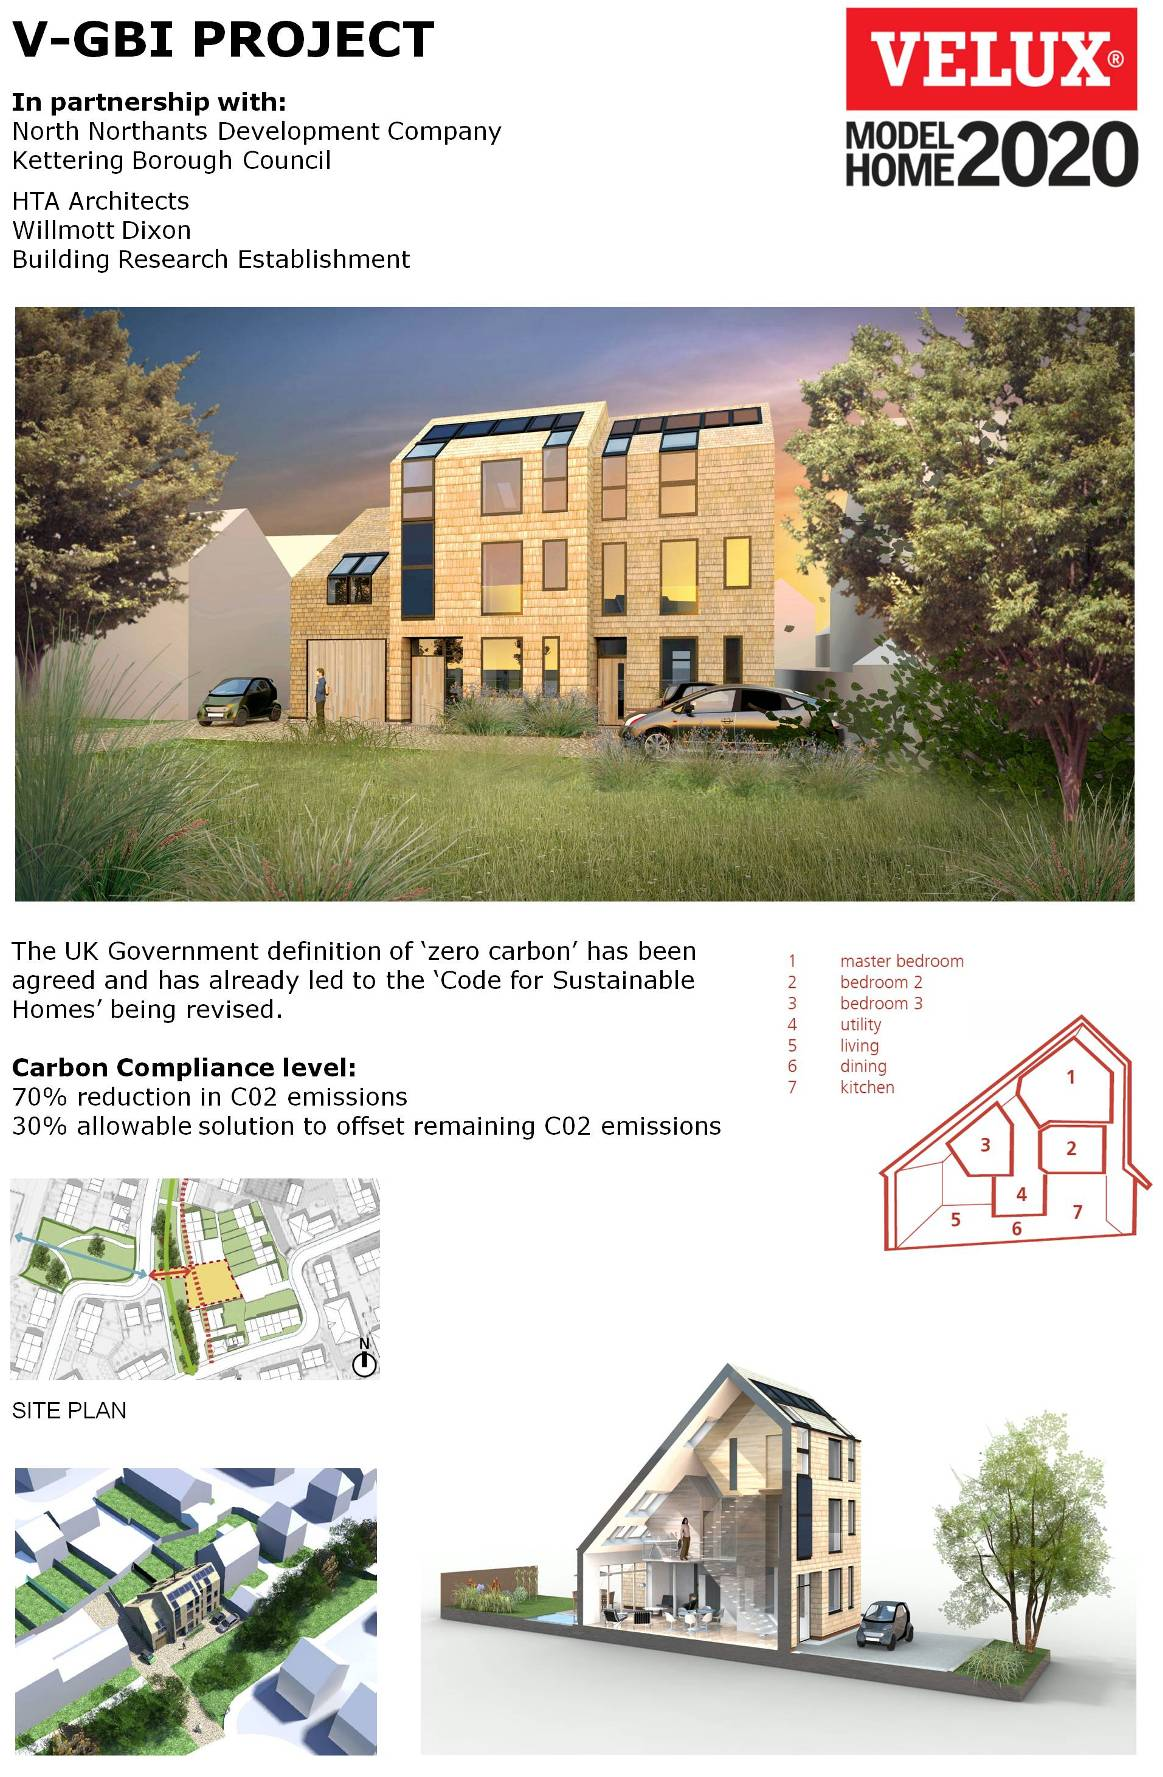 V-GBI PROJECT
VELUX®
MODEL
HOME 2020
In partnership with:
North Northants Development Company
Kettering Borough Council
HTA Architects
Willmott Dixon
Building Research Establishment
The UK Government definition of ‘zero carbon’ has been
agreed and has already led to the ‘Code for Sustainable
Homes’ being revised.
Carbon Compliance level:
70% reduction in C02 emissions
30% allowable solution to offset remaining C02 emissions
1 master bedroom
2 bedroom 2
3 bedroom 3
4 utility
5 living
6 dining
7 kitchen
1
3
2
4
5
6
7
N
SITE PLAN